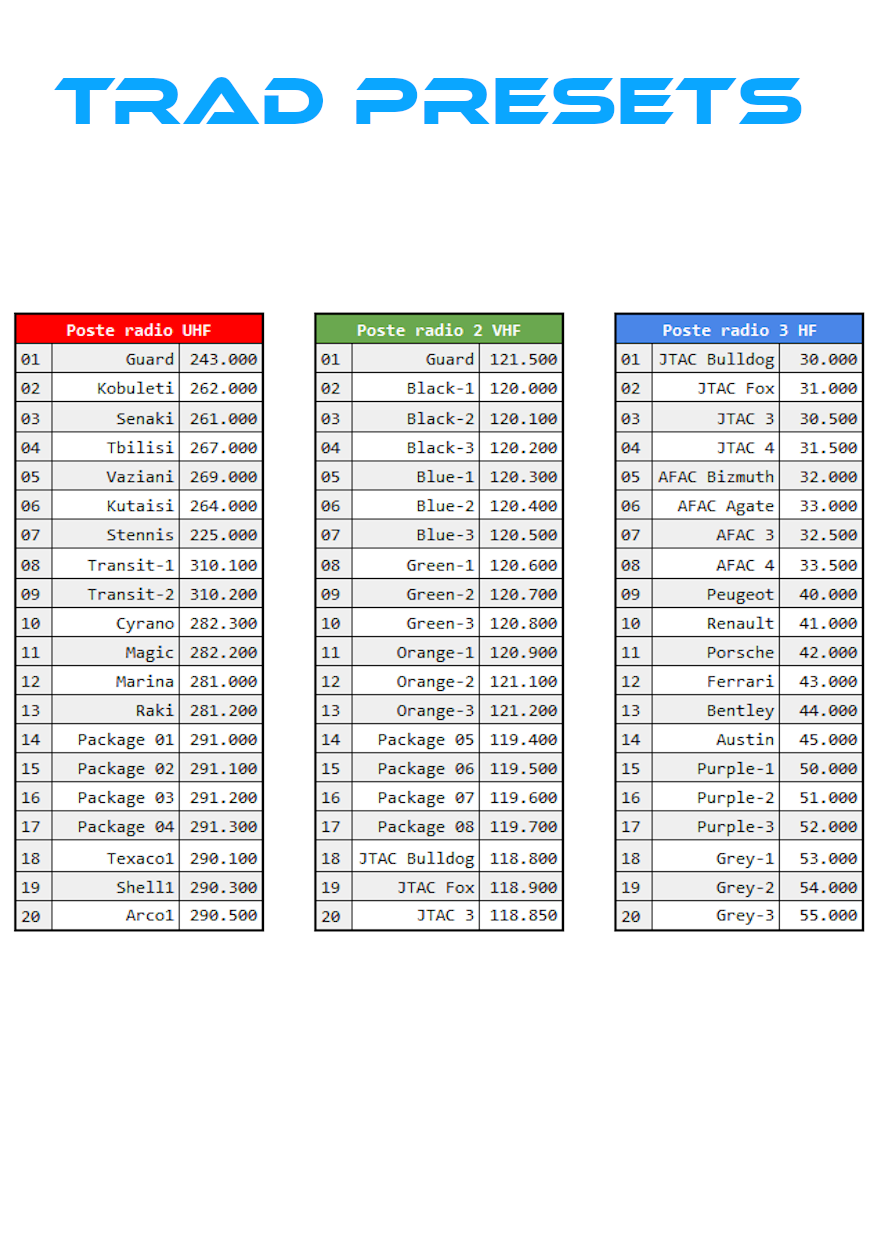 TRAD PRESETS
Poste radio UHF
01 Guard 243.000
02 Kobuleti 262.000
03 Senaki 261.000
04 Tbilisi 267.000
05 Vaziani 269.000
06 Kutaisi 264.000
07 Stennis 225.000
08 Transit-1 310.100
09 Transit-2 310.200
10 Cyrano 282.300
11 Magic 282.200
12 Marina 281.000
13 Raki 281.200
14 Package 01 291.000
15 Package 02 291.100
16 Package 03 291.200
17 Package 04 291.300
18 Texaco1 290.100
19 Shell1 290.300
20 Arco1 290.500
Poste radio 2 VHF
01 Guard 121.500
02 Black-1 120.000
03 Black-2 120.100
04 Black-3 120.200
05 Blue-1 120.300
06 Blue-2 120.400
07 Blue-3 120.500
08 Green-1 120.600
09 Green-2 120.700
10 Green-3 120.800
11 Orange-1 120.900
12 Orange-2 121.100
13 Orange-3 121.200
14 Package 05 119.400
15 Package 06 119.500
16 Package 07 119.600
17 Package 08 119.700
18 JTAC Bulldog 118.800
19 JTAC Fox 118.900
20 JTAC 3 118.850
Poste radio 3 HF
01 JTAC Bulldog 30.000
02 JTAC Fox 31.000
03 JTAC 3 30.500
04 JTAC 4 31.500
05 AFAC Bizmuth 32.000
06 AFAC Agate 33.000
07 AFAC 3 32.500
08 AFAC 4 33.500
09 Peugeot 40.000
10 Renault 41.000
11 Porsche 42.000
12 Ferrari 43.000
13 Bentley 44.000
14 Austin 45.000
15 Purple-1 50.000
16 Purple-2 51.000
17 Purple-3 52.000
18 Grey-1 53.000
19 Grey-2 54.000
20 Grey-3 55.000